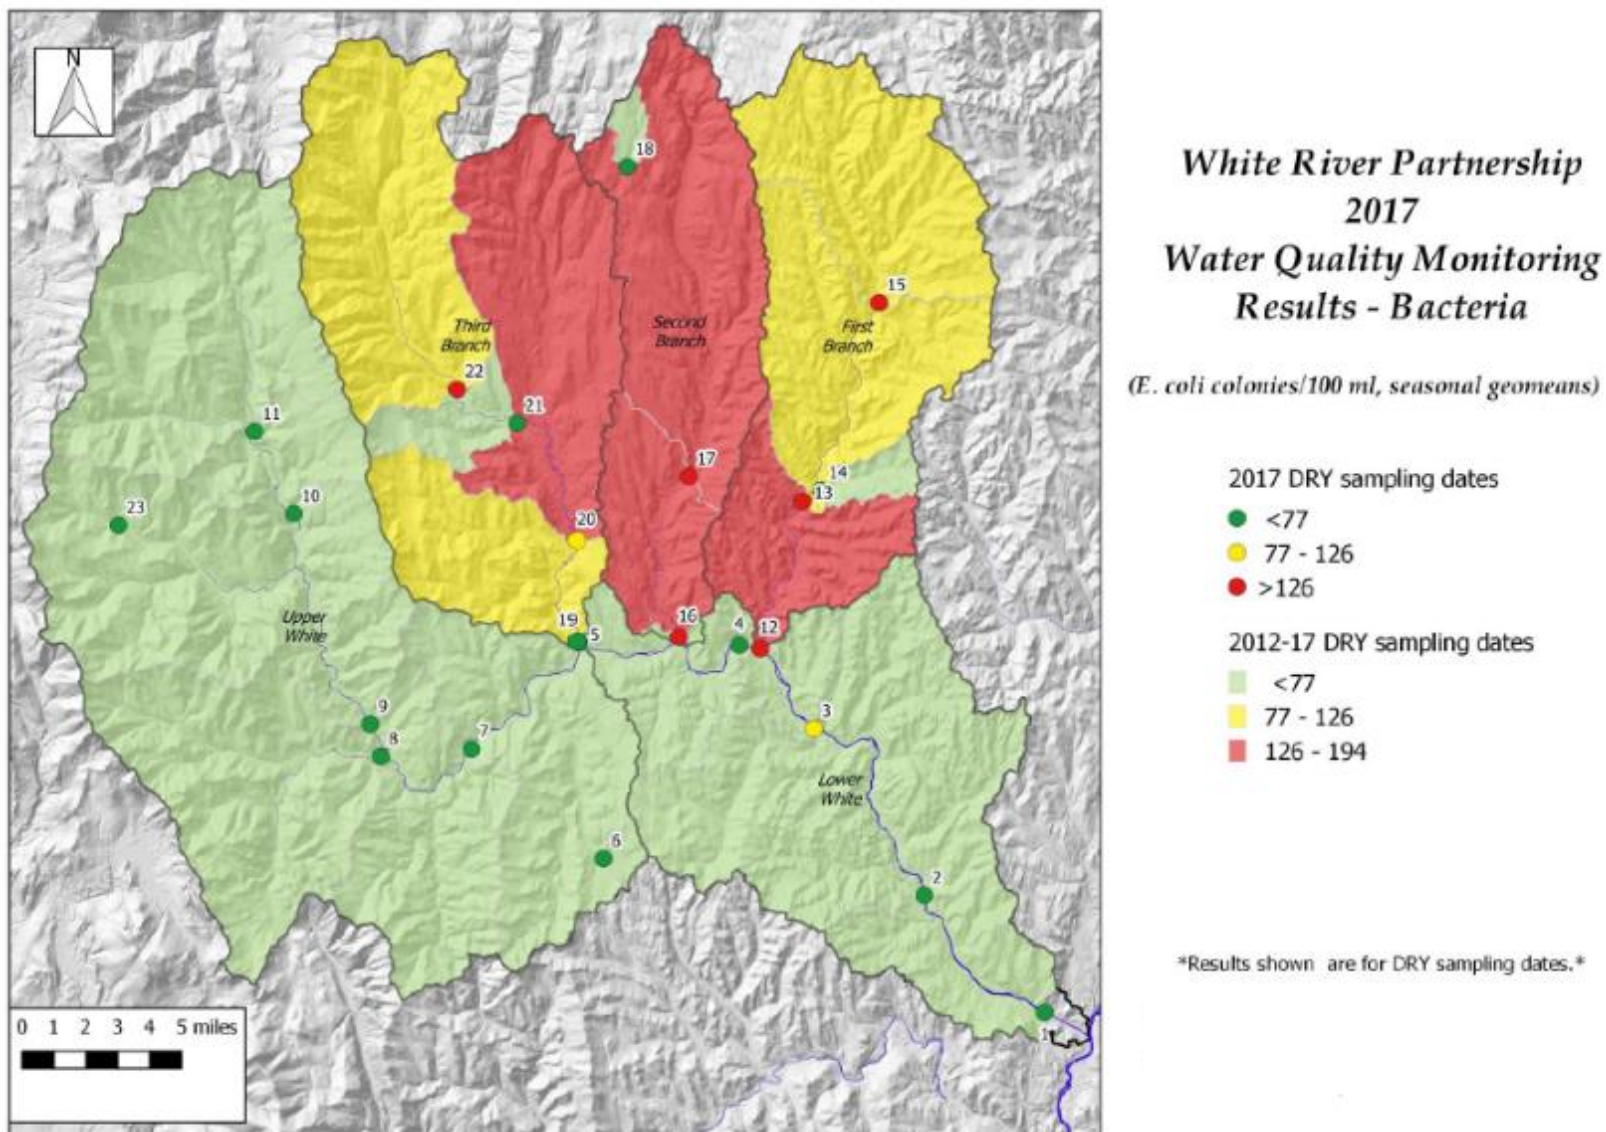 N
White River Partnership
2017
Water Quality Monitoring
Results - Bacteria
(E. coli colonies/100 ml, seasonal geomeans)
2017 DRY sampling dates
<77
77 - 126
>126
2012-17 DRY sampling dates
<77
77 - 126
126 - 194
*Results shown are for DRY sampling dates.*
18
15
Third
Branch
Second
Branch
First
Branch
22
21
11
17
14
13
10
23
20
Upper
White
19
5
16
4
12
9
3
8
7
Lower
White
6
2
1
0 1 2 3 4 5 miles